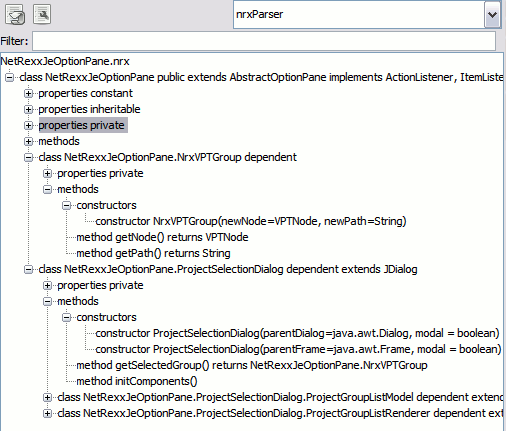 nrxParser
Filter:
NetRexxJeOptionPane.nrx
class NetRexxJeOptionPane public extends AbstractOptionPane implements ActionListener, ItemListe
properties constant
properties inheritable
properties private
methods
class NetRexxJeOptionPane.NrxVPTGroup dependent
properties private
methods
constructors
constructor NrxVPTGroup(newNode=VPTNode, newPath=String)
method getNode() returns VPTNode
method getPath() returns String
class NetRexxJeOptionPane.ProjectSelectionDialog dependent extends JDialog
properties private
methods
constructors
constructor ProjectSelectionDialog(parentDialog=java.awt.Dialog, modal = boolean)
constructor ProjectSelectionDialog(parentFrame=java.awt.Frame, modal = boolean)
method getSelectedGroup() returns NetRexxJeOptionPane.NrxVPTGroup
method initComponents()
class NetRexxJeOptionPane.ProjectSelectionDialog.ProjectGroupListModel dependent extend
class NetRexxJeOptionPane.ProjectSelectionDialog.ProjectGroupListRenderer dependent ext